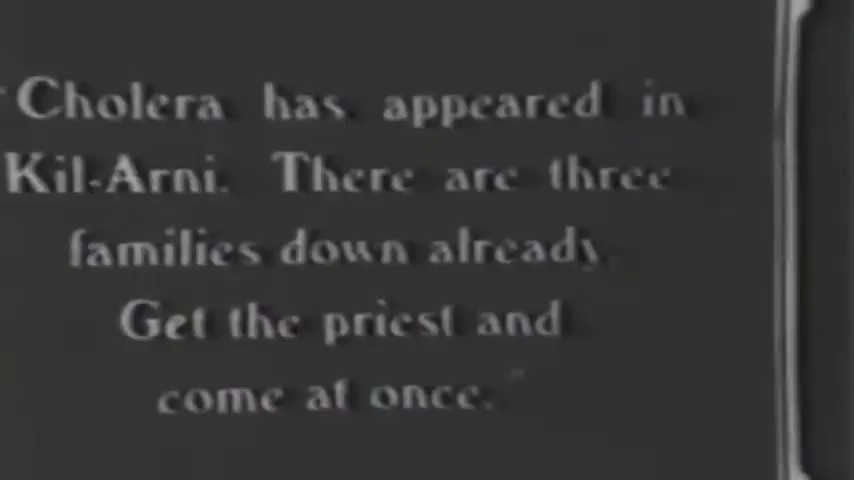 "Cholera has appeared in
Kil-Arni. There are three
families down already.
Get the priest and
come at once."